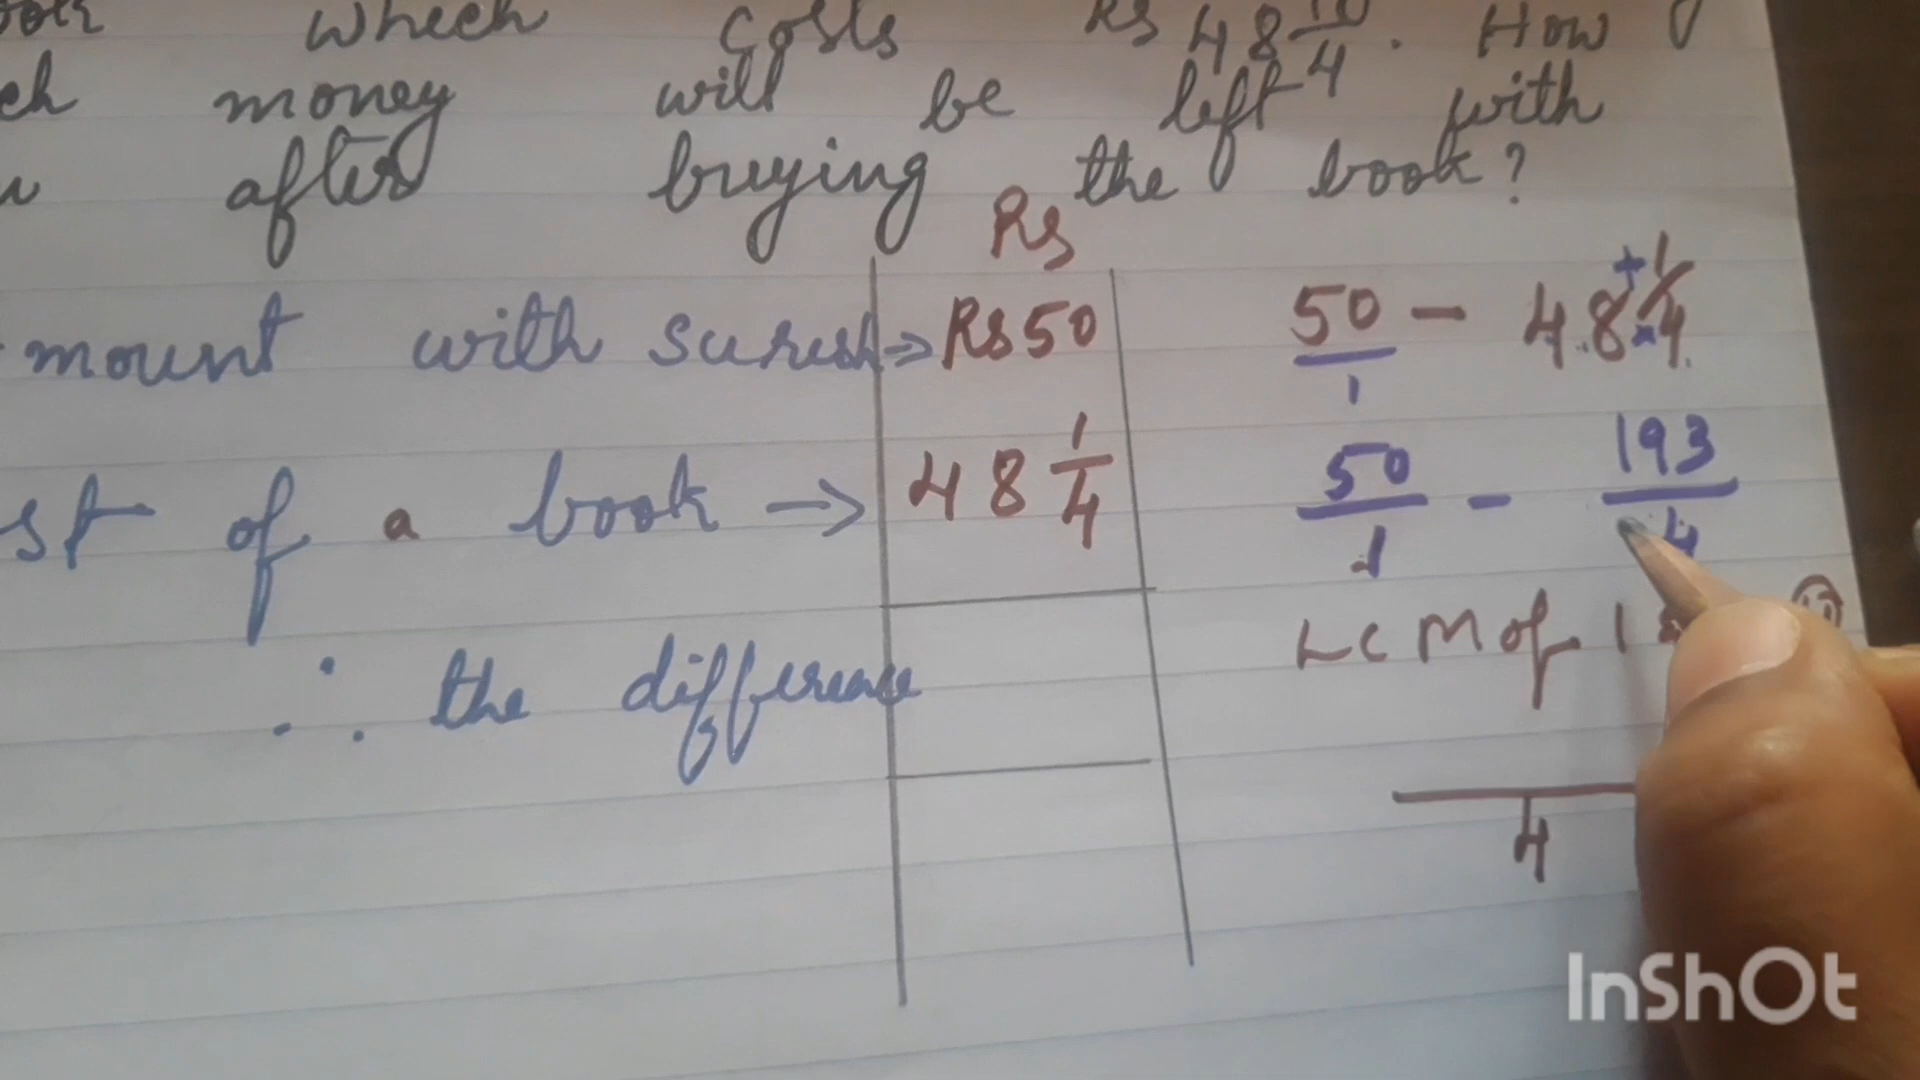 which costs Rs 48 1/4 . How
money will be left with
after buying the book?
Rs
mount with suresh => Rs 50
50/1 - 48 1/4
+
×
st of a book → 48 1/4
50/1 - 193/4
LCM of 1
∴ the difference
4
InShOt